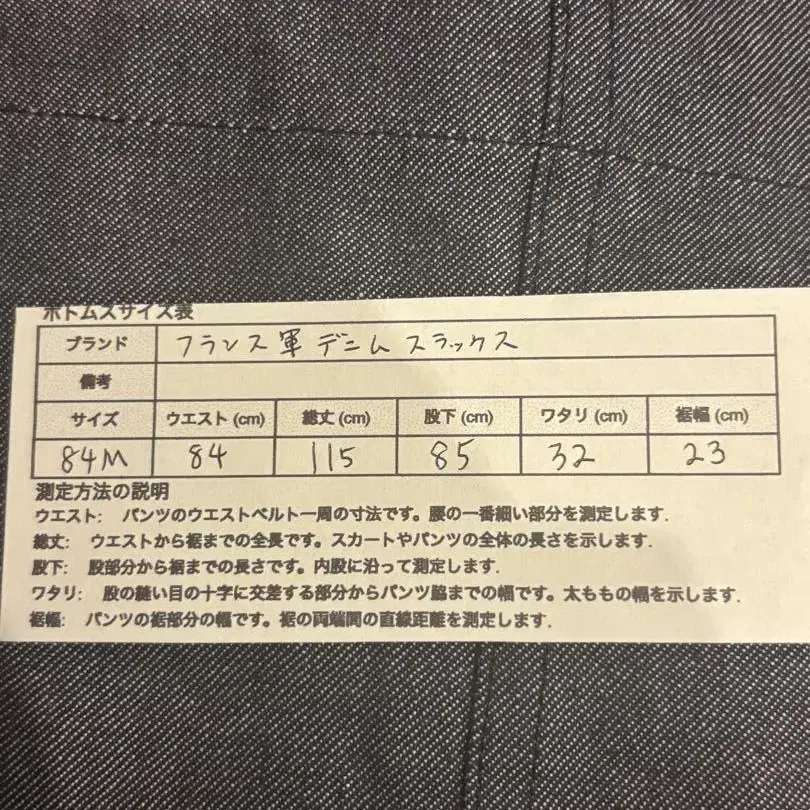 ボトムスサイズ表
ブランド フランス軍デニムスラックス
備考
サイズ ウエスト (cm) 総丈 (cm) 股下 (cm) ワタリ (cm) 裾幅 (cm)
84M 84 115 85 32 23
測定方法の説明
ウエスト: パンツのウエストベルト一周の寸法です。腰の一番細い部分を測定します.
総丈: ウエストから裾までの全長です。スカートやパンツの全体の長さを示します.
股下: 股部分から裾までの長さです。内股に沿って測定します.
ワタリ: 股の縫い目の十字に交差する部分からパンツ脇までの幅です。太ももの幅を示します.
裾幅: パンツの裾部分の幅です。裾の両端間の直線距離を測定します.